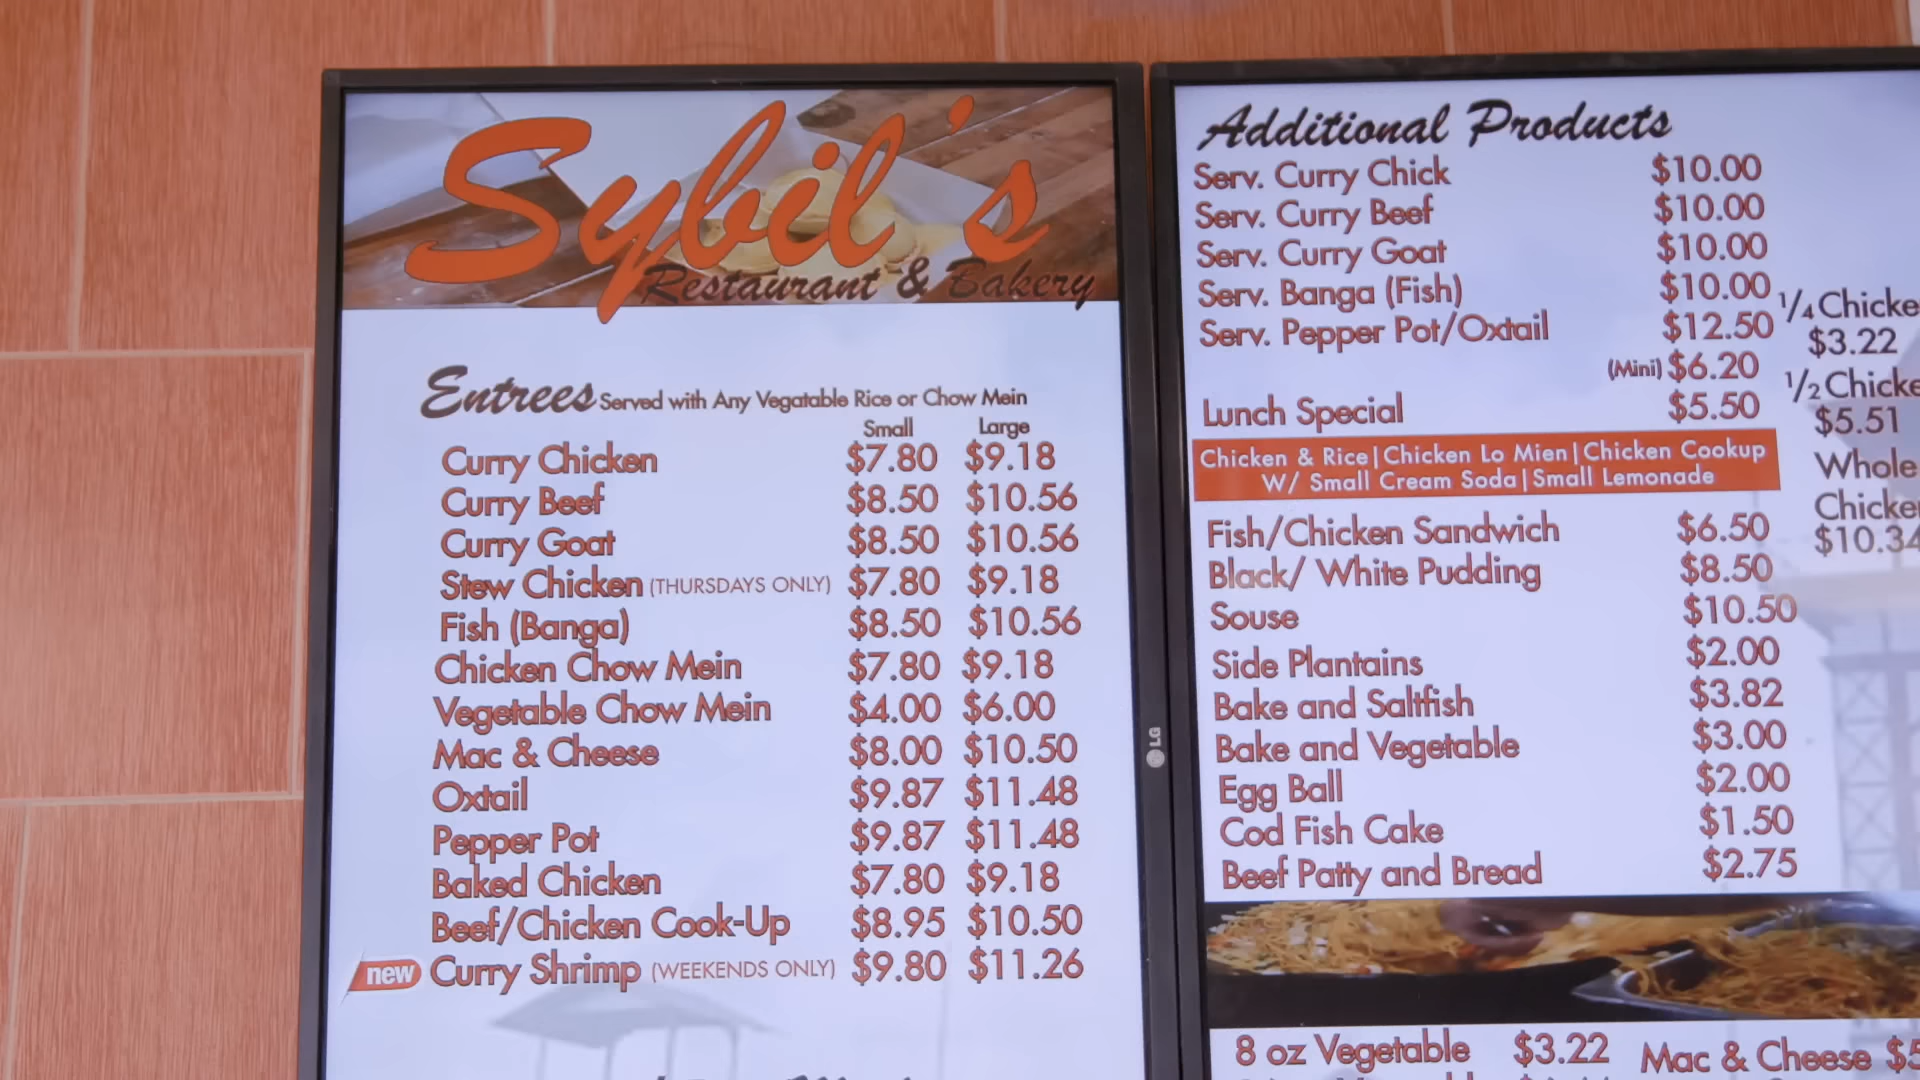 Sybil's
Restaurant & Bakery
Entrees Served with Any Vegatable Rice or Chow Mein
Small Large
Curry Chicken $7.80 $9.18
Curry Beef $8.50 $10.56
Curry Goat $8.50 $10.56
Stew Chicken (THURSDAYS ONLY) $7.80 $9.18
Fish (Banga) $8.50 $10.56
Chicken Chow Mein $7.80 $9.18
Vegetable Chow Mein $4.00 $6.00
Mac & Cheese $8.00 $10.50
Oxtail $9.87 $11.48
Pepper Pot $9.87 $11.48
Baked Chicken $7.80 $9.18
Beef/Chicken Cook-Up $8.95 $10.50
new Curry Shrimp (WEEKENDS ONLY) $9.80 $11.26
LG
Additional Products
Serv. Curry Chick $10.00
Serv. Curry Beef $10.00
Serv. Curry Goat $10.00
Serv. Banga (Fish) $10.00
Serv. Pepper Pot/Oxtail $12.50
(Mini) $6.20
Lunch Special $5.50
Chicken & Rice|Chicken Lo Mien|Chicken Cookup
W/ Small Cream Soda|Small Lemonade
Fish/Chicken Sandwich $6.50
Black/ White Pudding $8.50
Souse $10.50
Side Plantains $2.00
Bake and Saltfish $3.82
Bake and Vegetable $3.00
Egg Ball $2.00
Cod Fish Cake $1.50
Beef Patty and Bread $2.75
1/4 Chicke
$3.22
1/2 Chicke
$5.51
Whole
Chicke
$10.34
8 oz Vegetable $3.22 Mac & Cheese $5